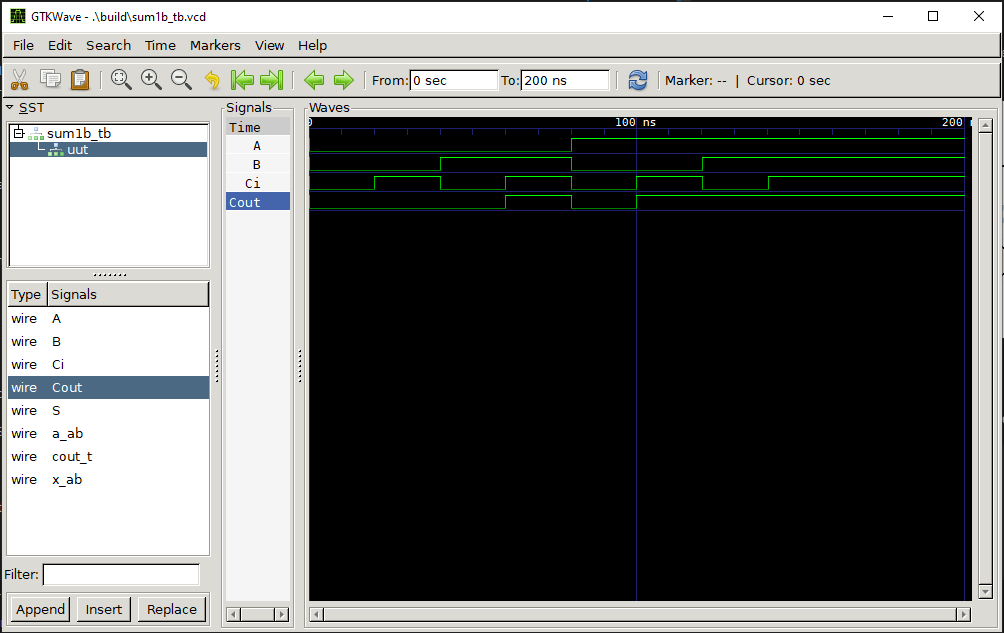 GTKWave - .\build\sum1b_tb.vcd
File Edit Search Time Markers View Help
From: 0 sec To: 200 ns Marker: -- | Cursor: 0 sec
SST
sum1b_tb
uut
Type Signals
wire A
wire B
wire Ci
wire Cout
wire S
wire a_ab
wire cout_t
wire x_ab
Filter:
Append Insert Replace
Signals
Time
A
B
Ci
Cout
Waves
0 100 ns 200